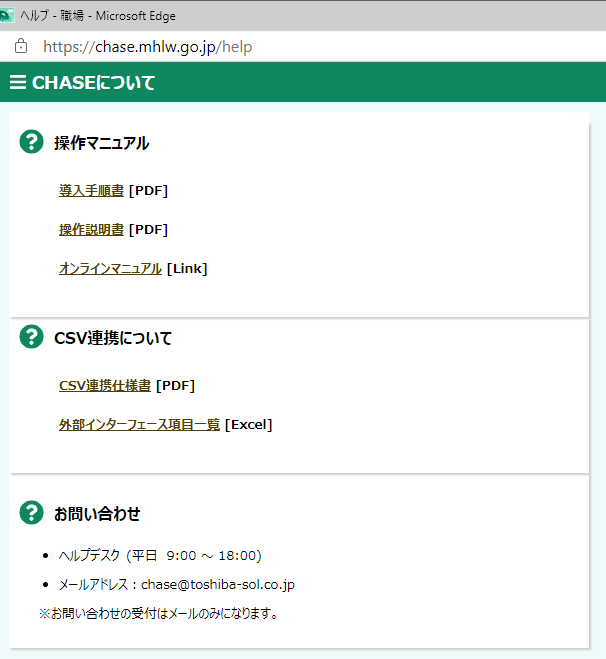 ヘルプ - 職場 - Microsoft Edge
https://chase.mhlw.go.jp/help
CHASEについて
操作マニュアル
導入手順書 [PDF]
操作説明書 [PDF]
オンラインマニュアル [Link]
CSV連携について
CSV連携仕様書 [PDF]
外部インターフェース項目一覧 [Excel]
お問い合わせ
ヘルプデスク (平日 9:00 ～ 18:00)
メールアドレス : chase@toshiba-sol.co.jp
※お問い合わせの受付はメールのみになります。